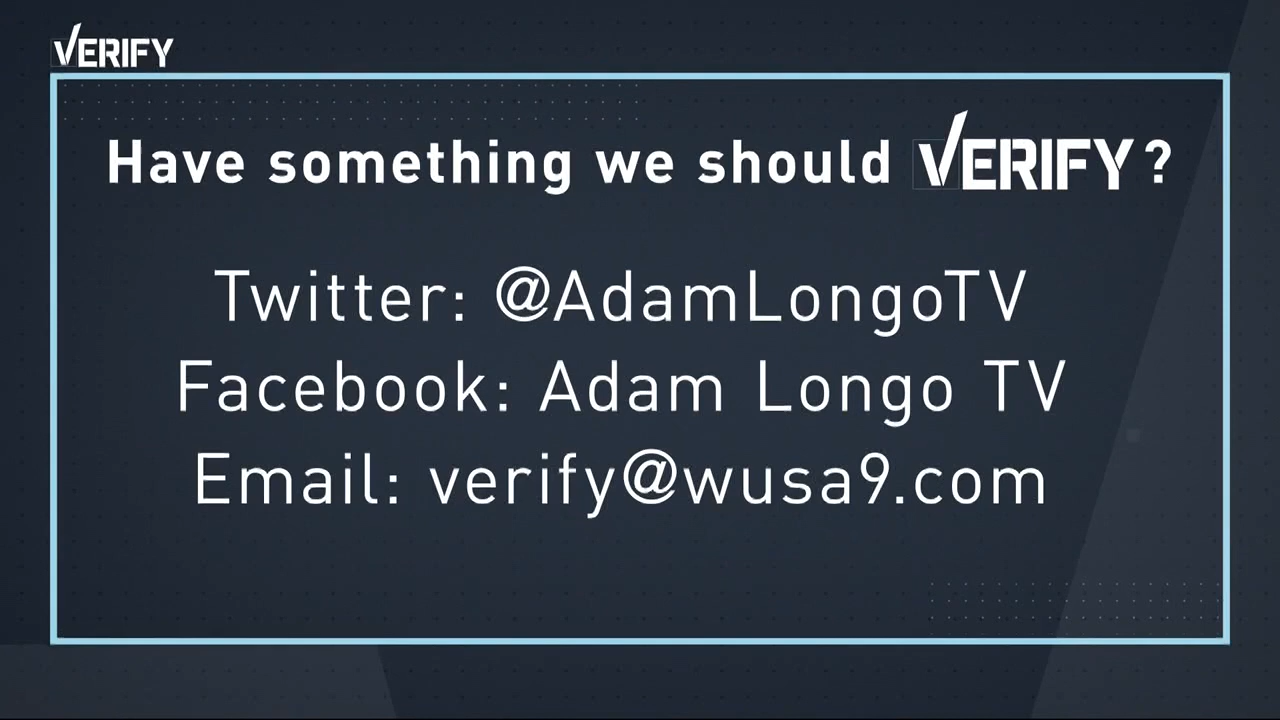 VERIFY
Have something we should VERIFY?
Twitter: @AdamLongoTV
Facebook: Adam Longo TV
Email: verify@wusa9.com